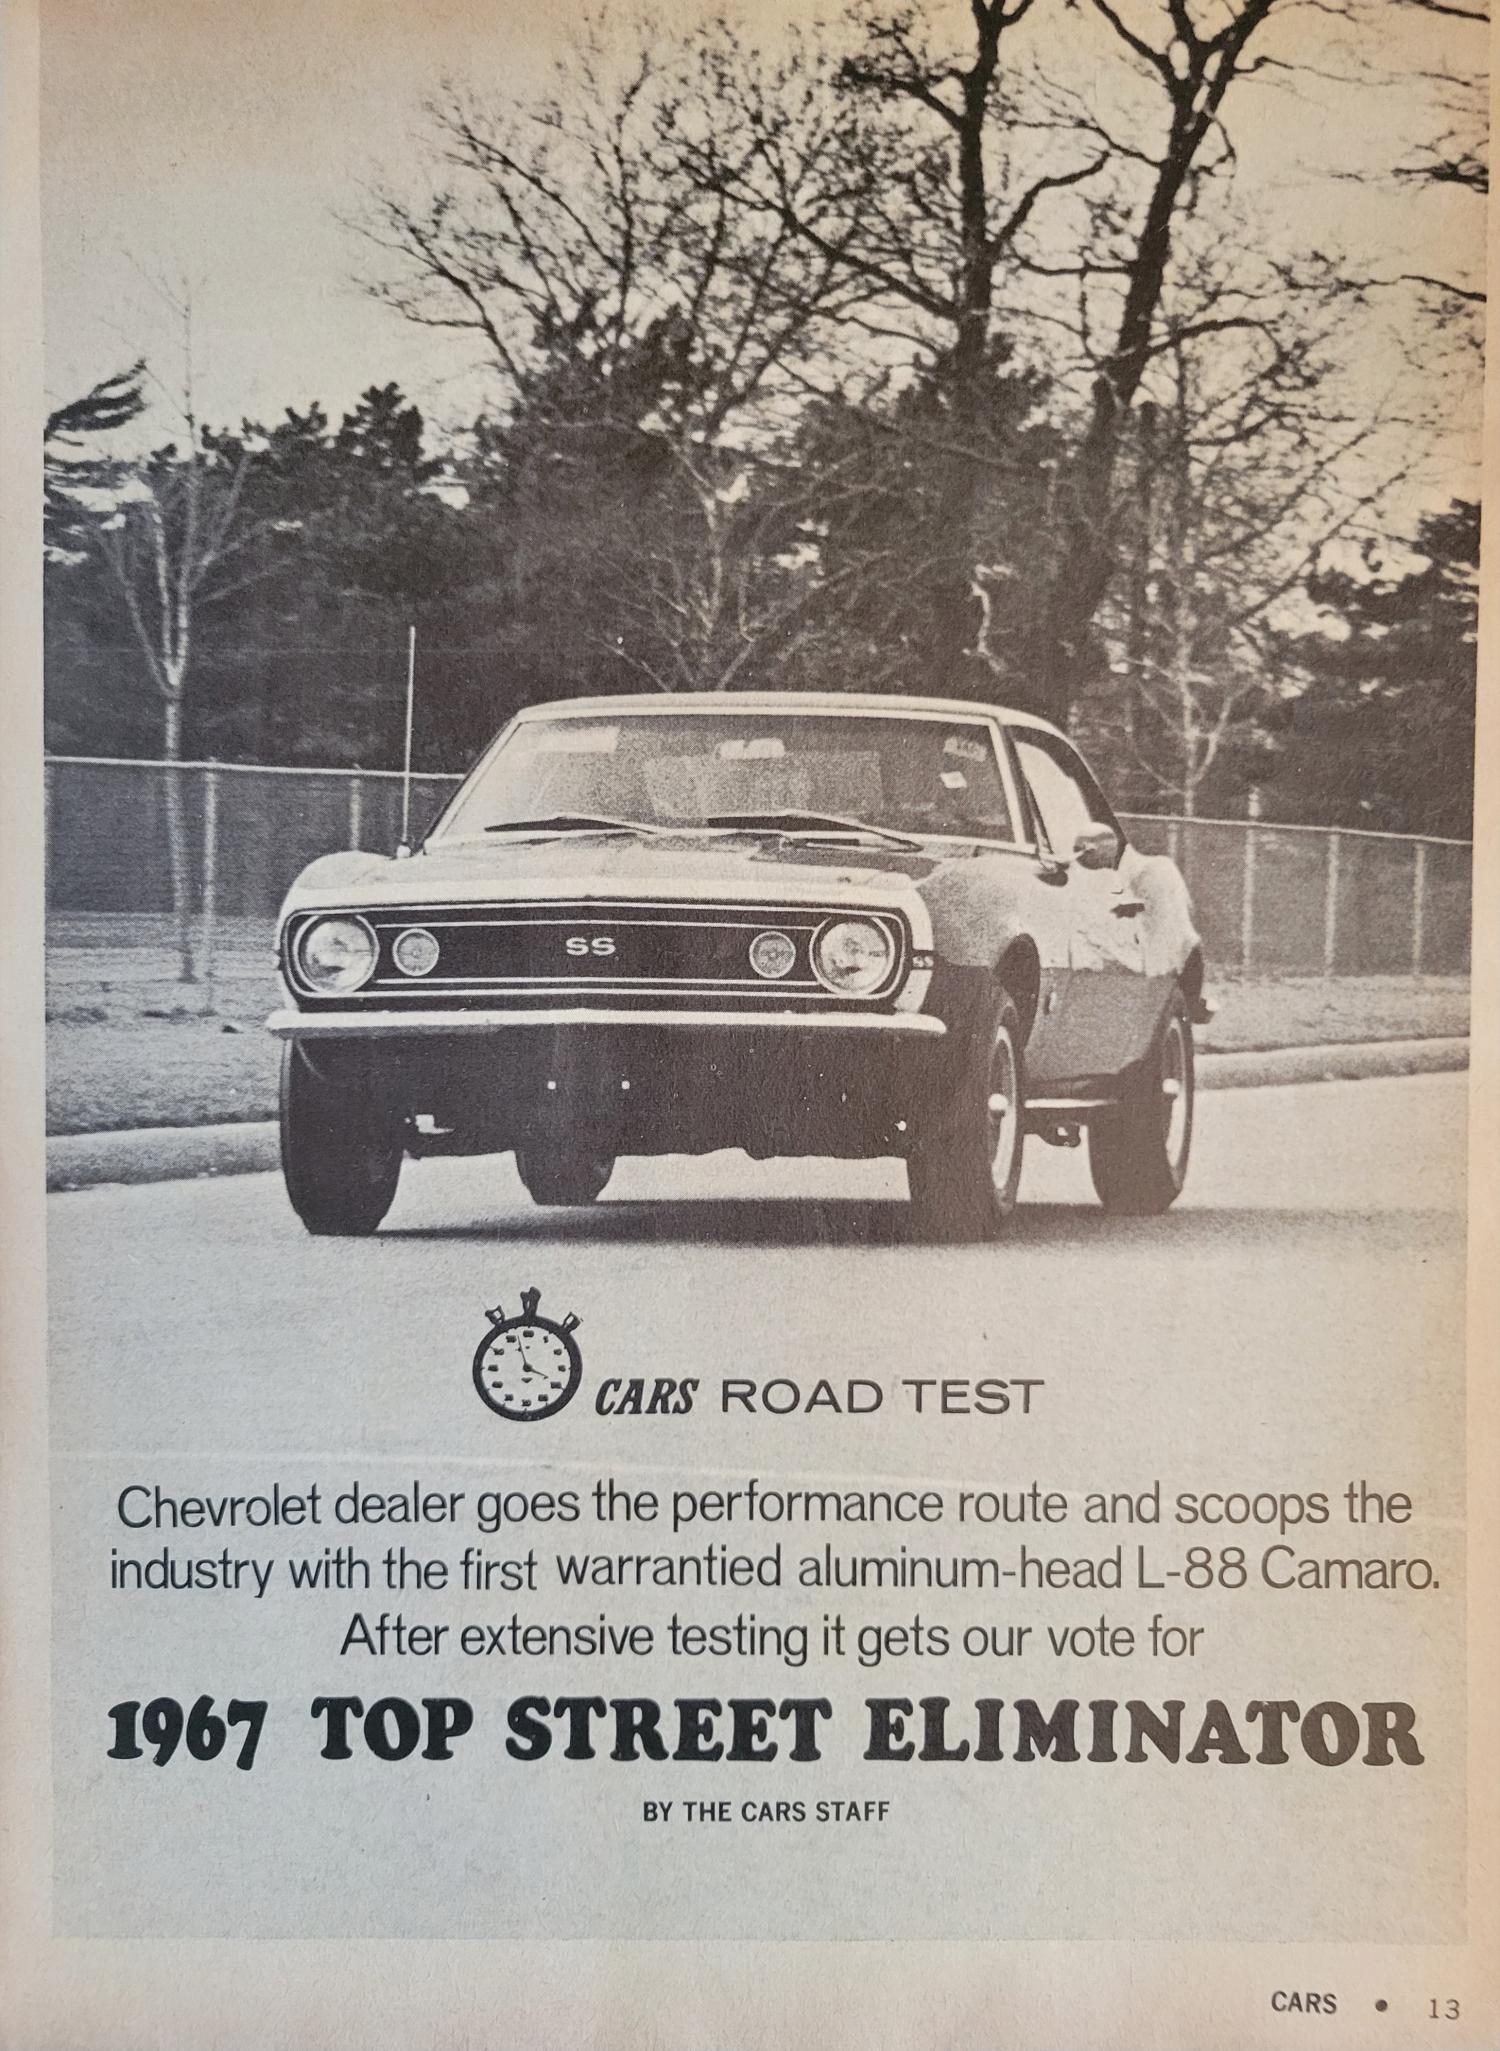 SS
SS
CARS ROAD TEST
Chevrolet dealer goes the performance route and scoops the
industry with the first warrantied aluminum-head L-88 Camaro.
After extensive testing it gets our vote for
1967 TOP STREET ELIMINATOR
BY THE CARS STAFF
CARS • 13